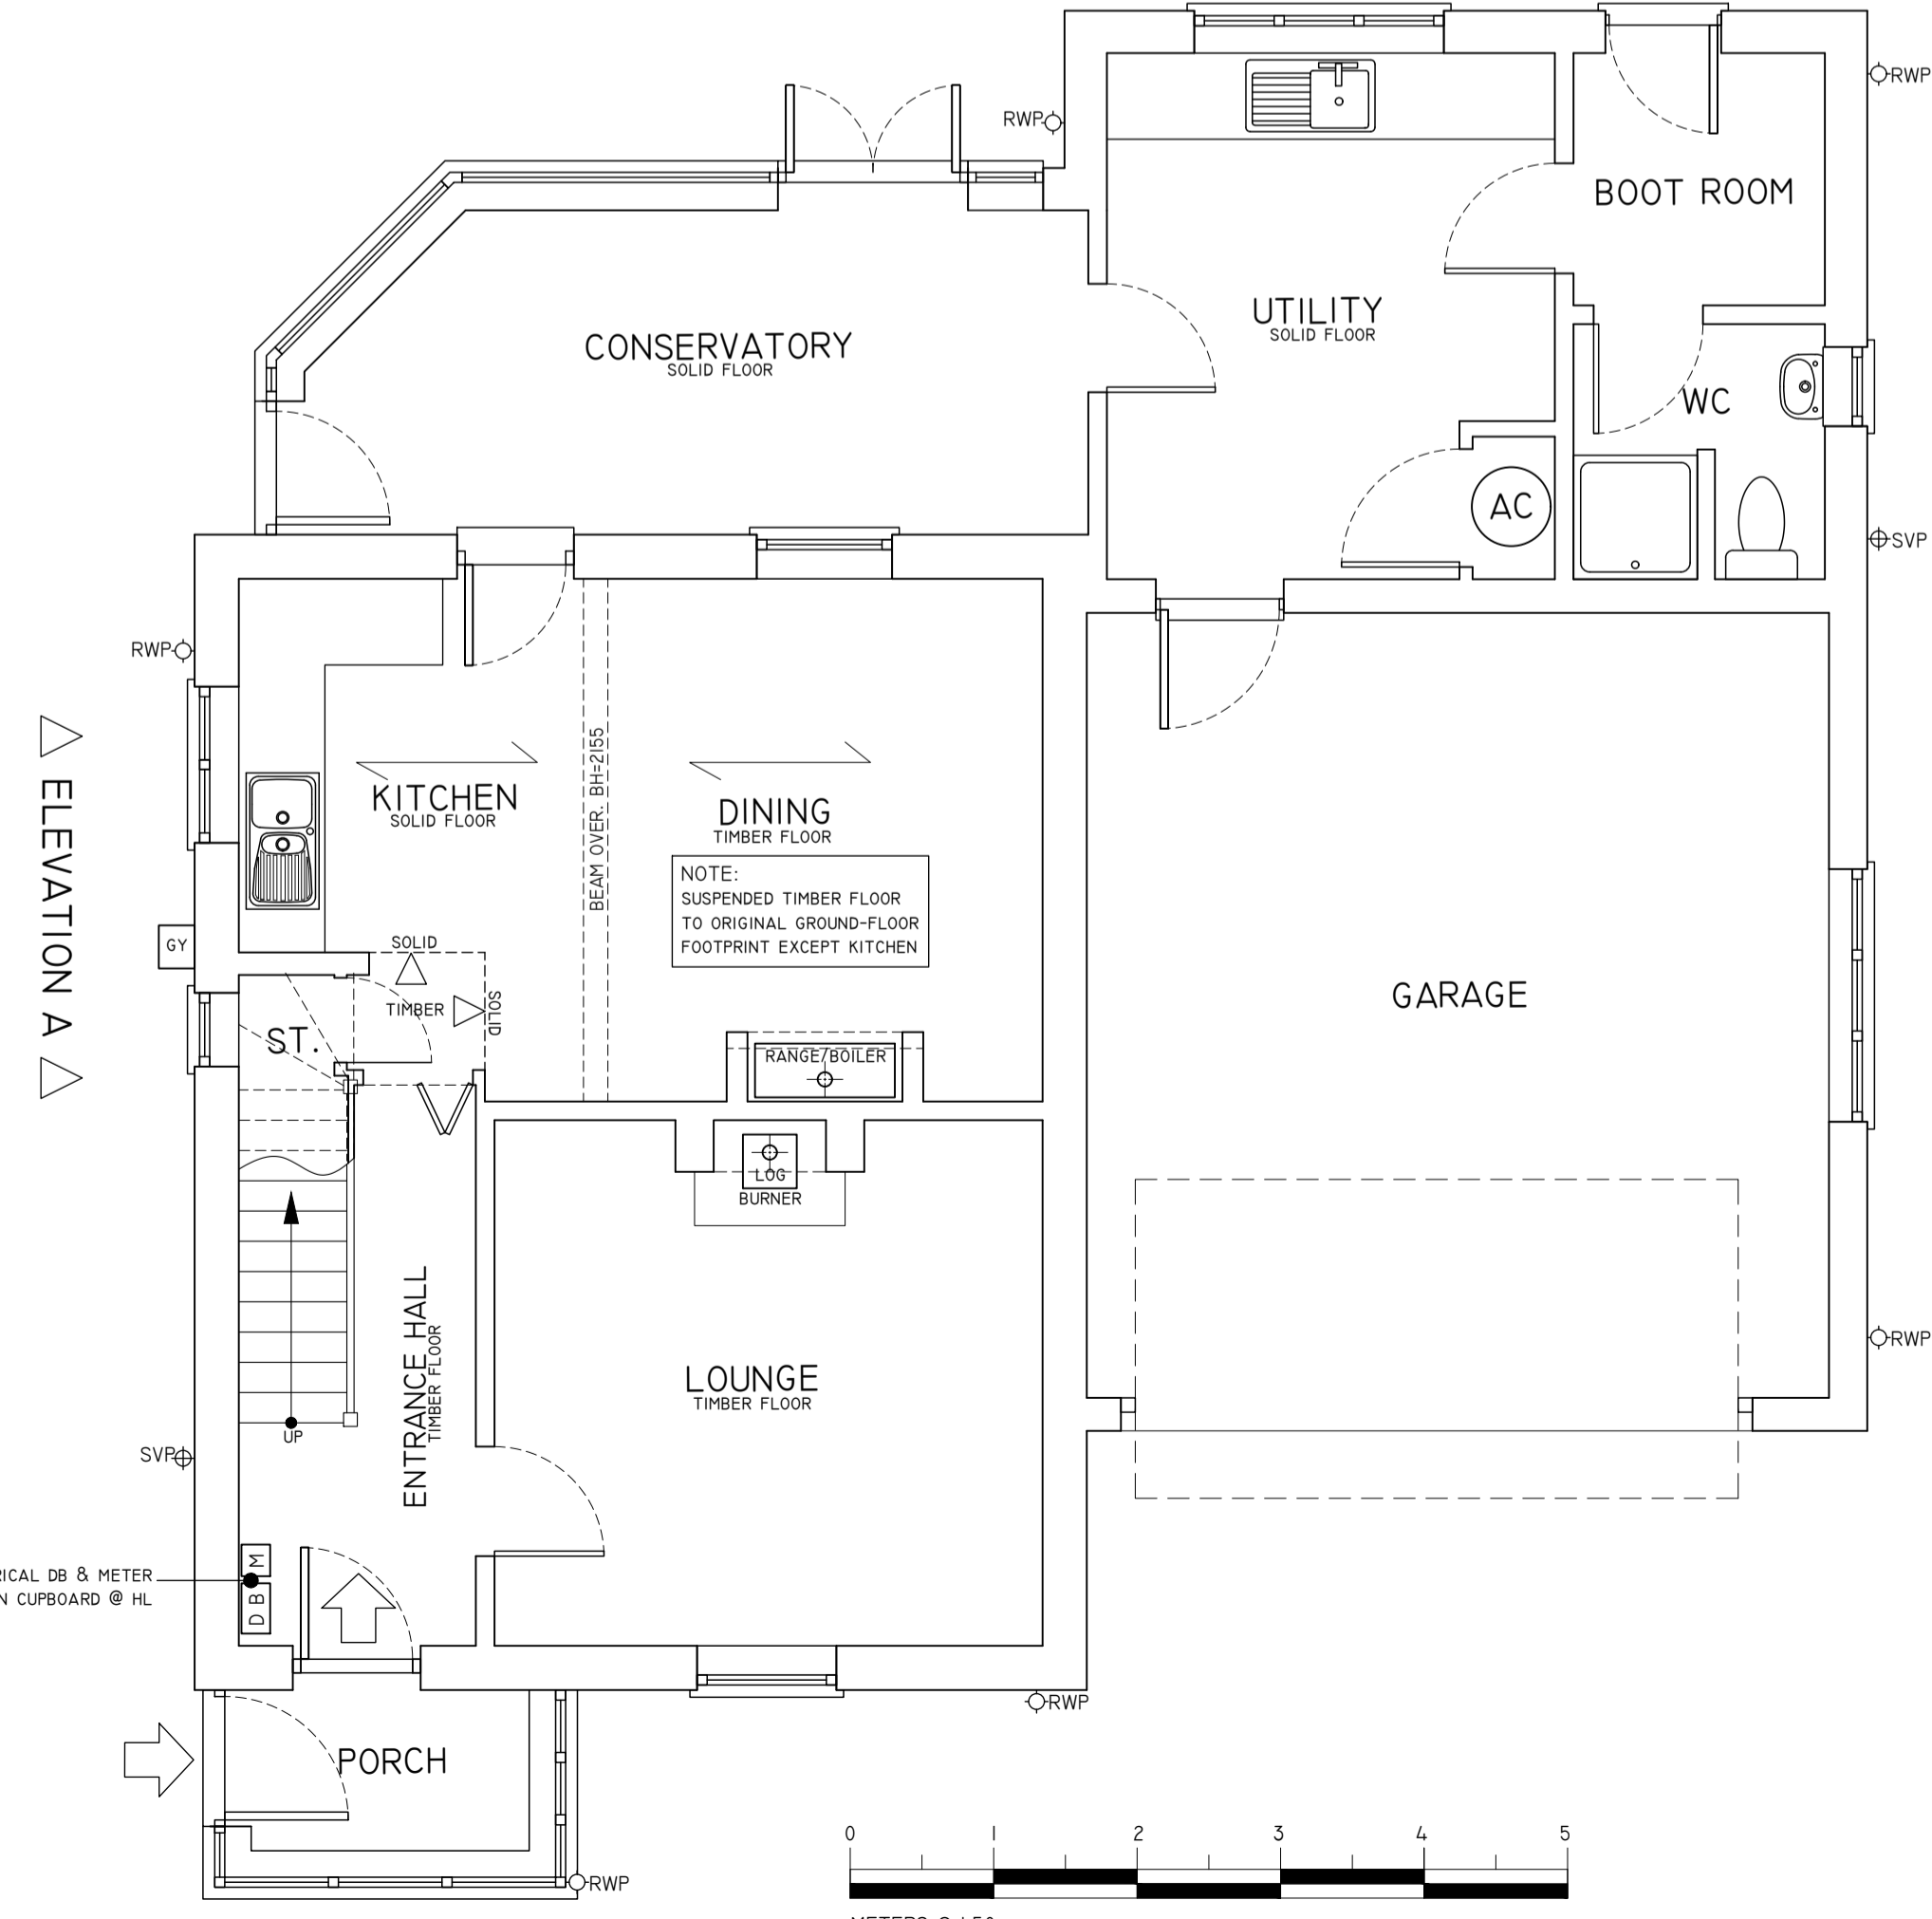 RWP
RWP
BOOT ROOM
UTILITY
SOLID FLOOR
CONSERVATORY
SOLID FLOOR
WC
AC
SVP
RWP
ELEVATION A
KITCHEN
SOLID FLOOR
BEAM OVER. BH=2155
DINING
TIMBER FLOOR
NOTE:
SUSPENDED TIMBER FLOOR
TO ORIGINAL GROUND-FLOOR
FOOTPRINT EXCEPT KITCHEN
GY
SOLID
TIMBER
SOLID
ST.
RANGE/BOILER
GARAGE
LOG
BURNER
ENTRANCE HALL
TIMBER FLOOR
LOUNGE
TIMBER FLOOR
RWP
UP
SVP
M
DB
RICAL DB & METER
N CUPBOARD @ HL
RWP
PORCH
RWP
0 1 2 3 4 5